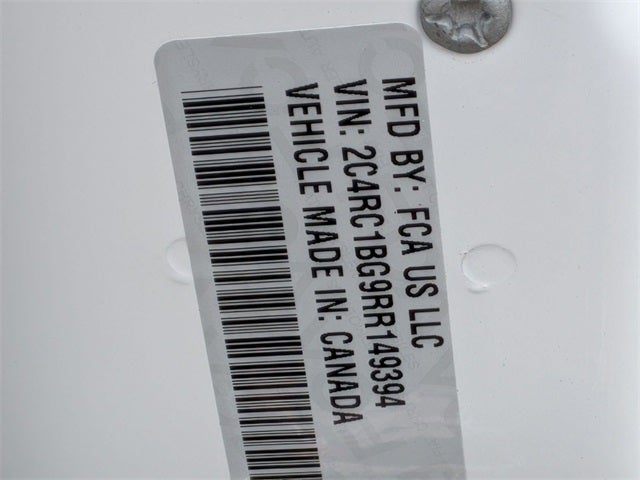 MFD BY: FCA US LLC
VIN: 2C4RC1BG9RR149394
VEHICLE MADE IN: CANADA